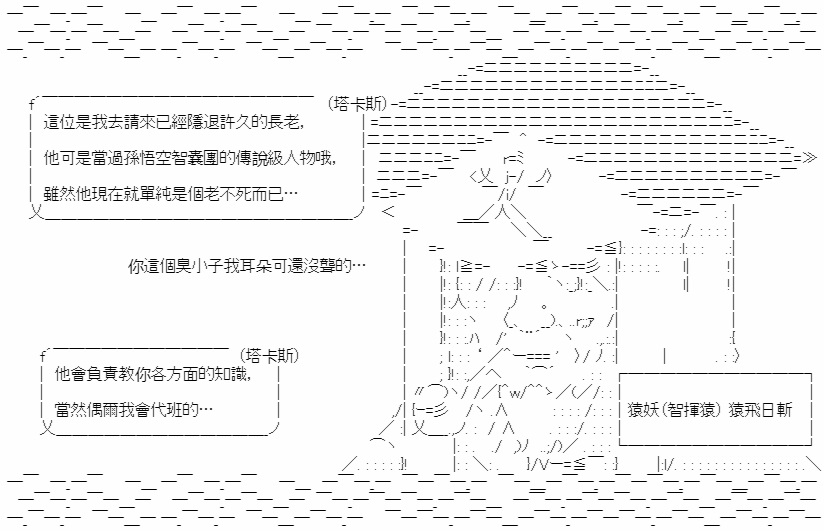 (塔卡斯)
這位是我去請來已經隱退許久的長老,
他可是當過孫悟空智囊團的傳說級人物哦,
雖然他現在就單純是個老不死而已…
你這個臭小子我耳朵可還沒聾的…
(塔卡斯)
他會負責教你各方面的知識,
當然偶爾我會代班的…
猿妖(智揮猿) 猿飛日斬